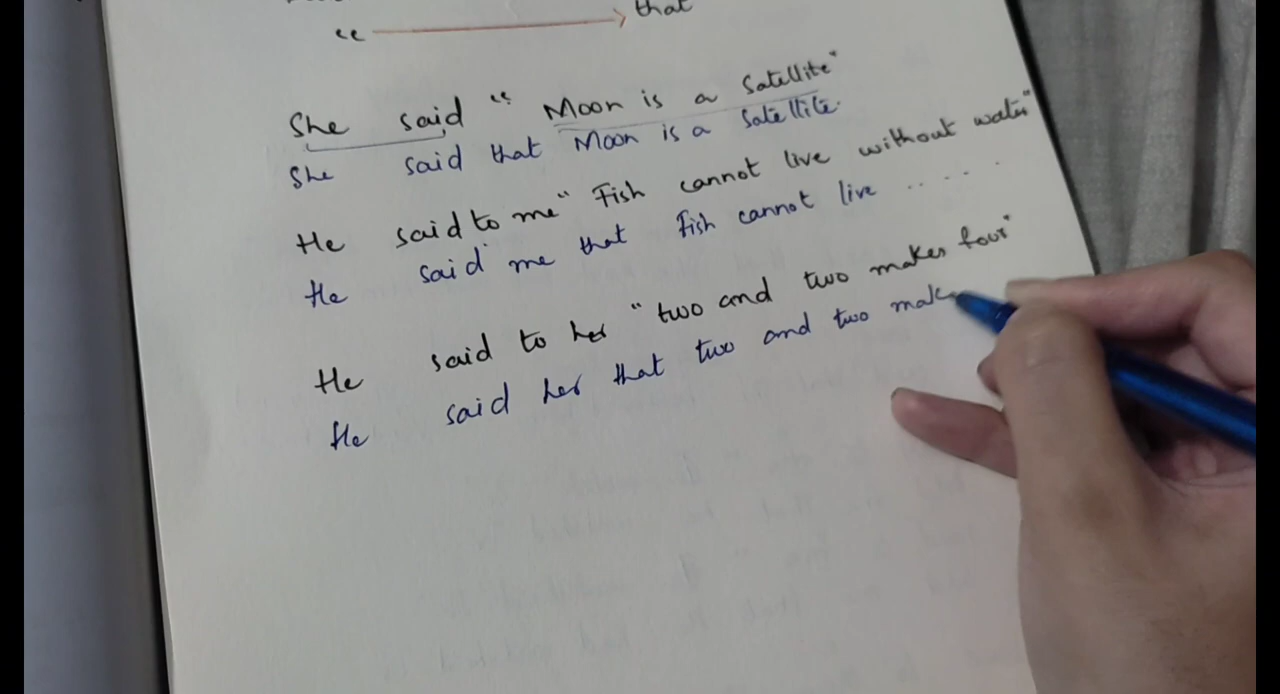 “ → that
She said “ Moon is a Satellite”
She said that Moon is a Satellite.
He said to me “ Fish cannot live without water”
He said me that Fish cannot live .. ....
He said to her “ two and two makes four”
He said her that two and two make